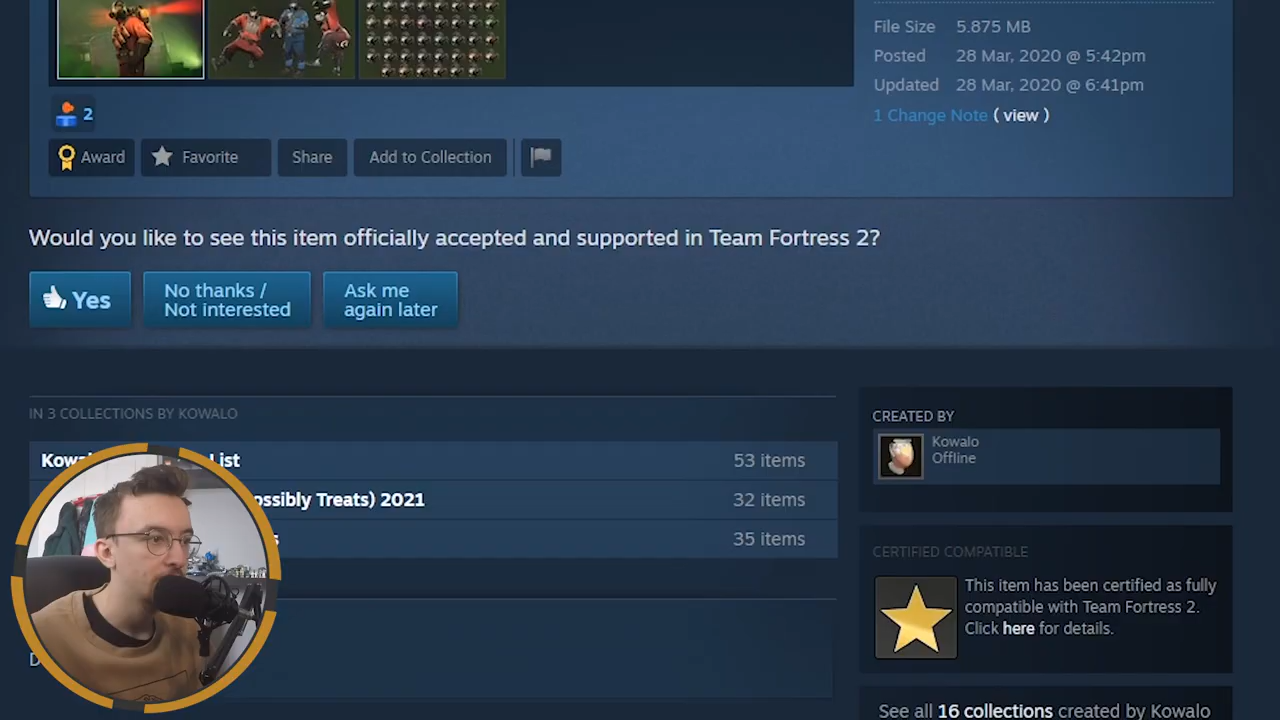 File Size 5.875 MB
Posted 28 Mar, 2020 @ 5:42pm
Updated 28 Mar, 2020 @ 6:41pm
1 Change Note ( view )
2
Award
Favorite
Share
Add to Collection
Would you like to see this item officially accepted and supported in Team Fortress 2?
Yes
No thanks /
Not interested
Ask me
again later
IN 3 COLLECTIONS BY KOWALO
List
53 items
Treats) 2021
32 items
35 items
CREATED BY
Kowalo
Offline
CERTIFIED COMPATIBLE
This item has been certified as fully
compatible with Team Fortress 2.
Click here for details.
See all 16 collections created by Kowalo